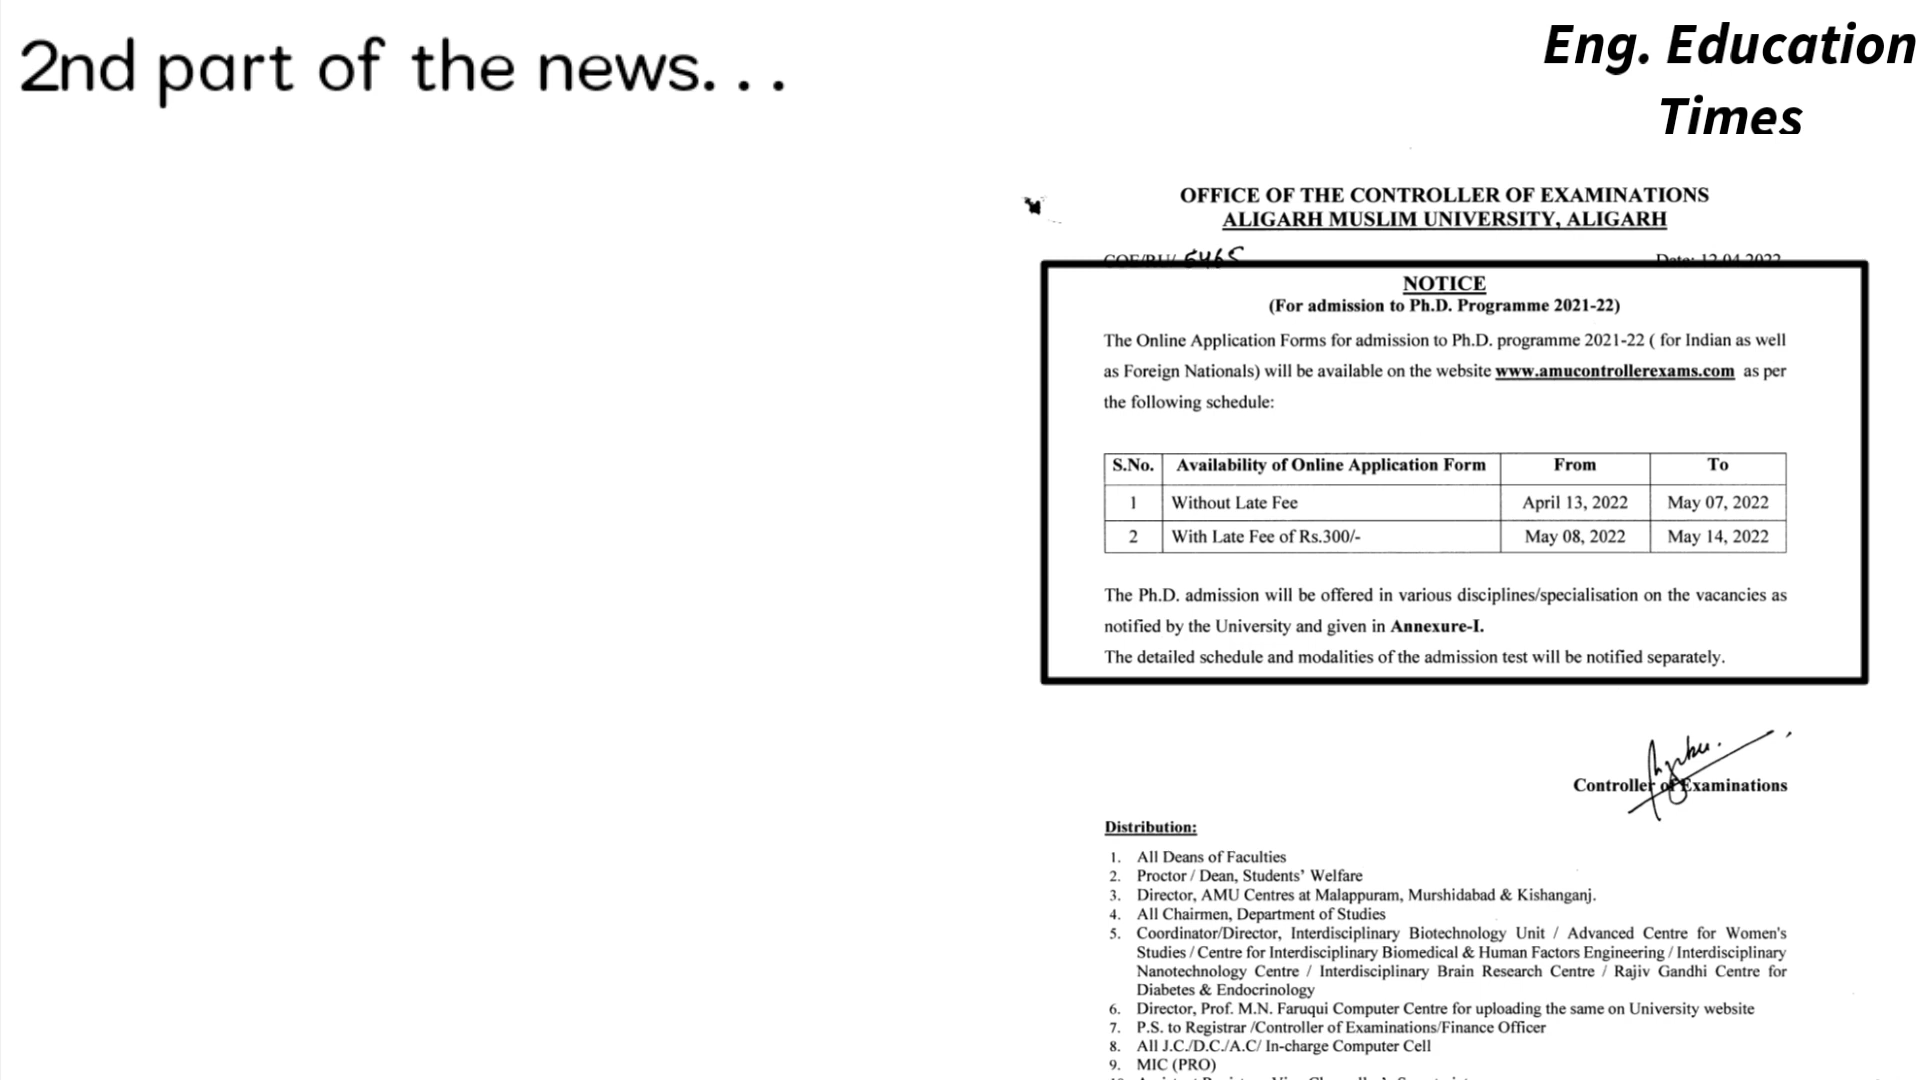 2nd part of the news...
Eng. Education
Times
OFFICE OF THE CONTROLLER OF EXAMINATIONS
ALIGARH MUSLIM UNIVERSITY, ALIGARH
5465 Date: 12.04.2022
NOTICE
(For admission to Ph.D. Programme 2021-22)
The Online Application Forms for admission to Ph.D. programme 2021-22 ( for Indian as well
as Foreign Nationals) will be available on the website www.amucontrollerexams.com as per
the following schedule:
S.No. Availability of Online Application Form From To
1 Without Late Fee April 13, 2022 May 07, 2022
2 With Late Fee of Rs.300/- May 08, 2022 May 14, 2022
The Ph.D. admission will be offered in various disciplines/specialisation on the vacancies as
notified by the University and given in Annexure-I.
The detailed schedule and modalities of the admission test will be notified separately.
Controller of Examinations
Distribution:
1. All Deans of Faculties
2. Proctor / Dean, Students' Welfare
3. Director, AMU Centres at Malappuram, Murshidabad & Kishanganj.
4. All Chairmen, Department of Studies
5. Coordinator/Director, Interdisciplinary Biotechnology Unit / Advanced Centre for Women's
Studies / Centre for Interdisciplinary Biomedical & Human Factors Engineering / Interdisciplinary
Nanotechnology Centre / Interdisciplinary Brain Research Centre / Rajiv Gandhi Centre for
Diabetes & Endocrinology
6. Director, Prof. M.N. Faruqui Computer Centre for uploading the same on University website
7. P.S. to Registrar /Controller of Examinations/Finance Officer
8. All J.C./D.C./A.C/ In-charge Computer Cell
9. MIC (PRO)